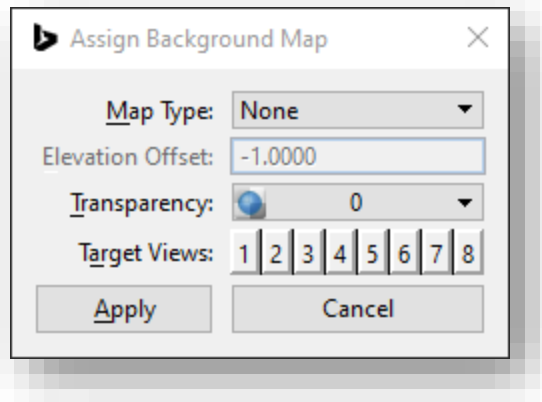 Assign Background Map
Map Type: None
Elevation Offset: -1.0000
Transparency: 0
Target Views: 1 2 3 4 5 6 7 8
Apply Cancel